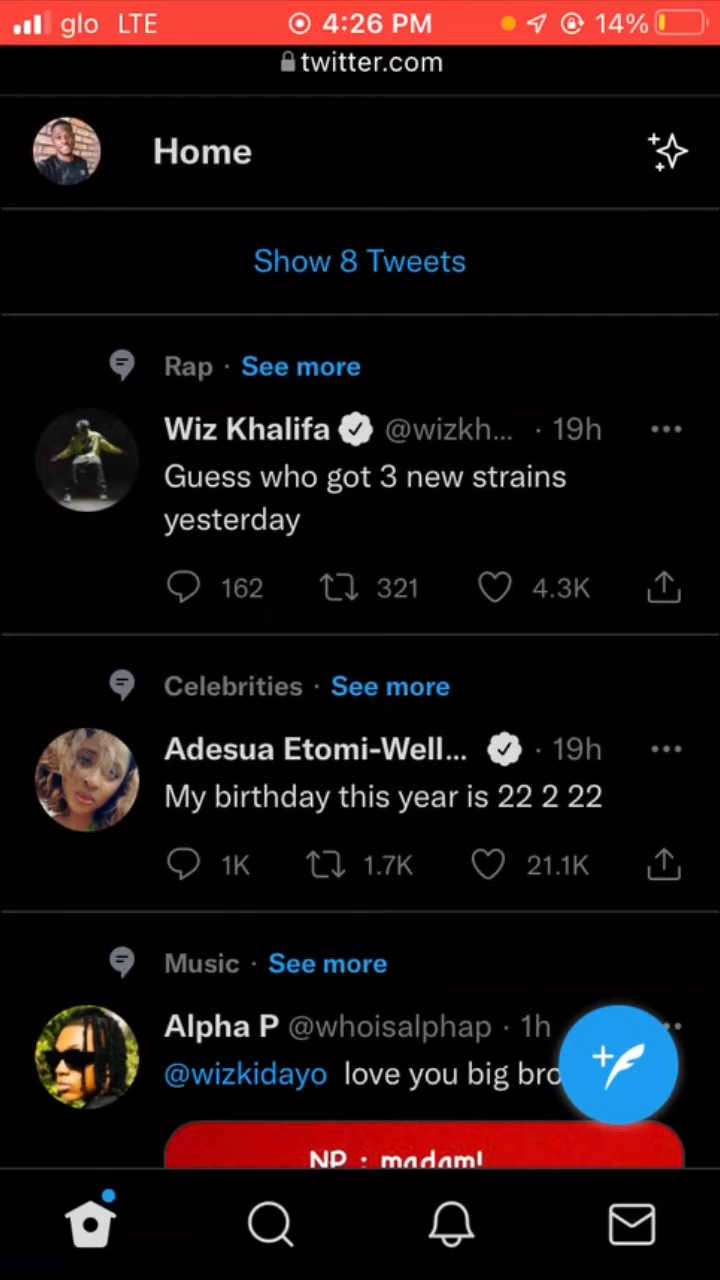 glo LTE 4:26 PM 14%
twitter.com
Home
Show 8 Tweets
Rap · See more
Wiz Khalifa @wizkh... · 19h
Guess who got 3 new strains
yesterday
162 321 4.3K
Celebrities · See more
Adesua Etomi-Well... · 19h
My birthday this year is 22 2 22
1K 1.7K 21.1K
Music · See more
Alpha P @whoisalphap · 1h
@wizkidayo love you big bro
NP : madam!